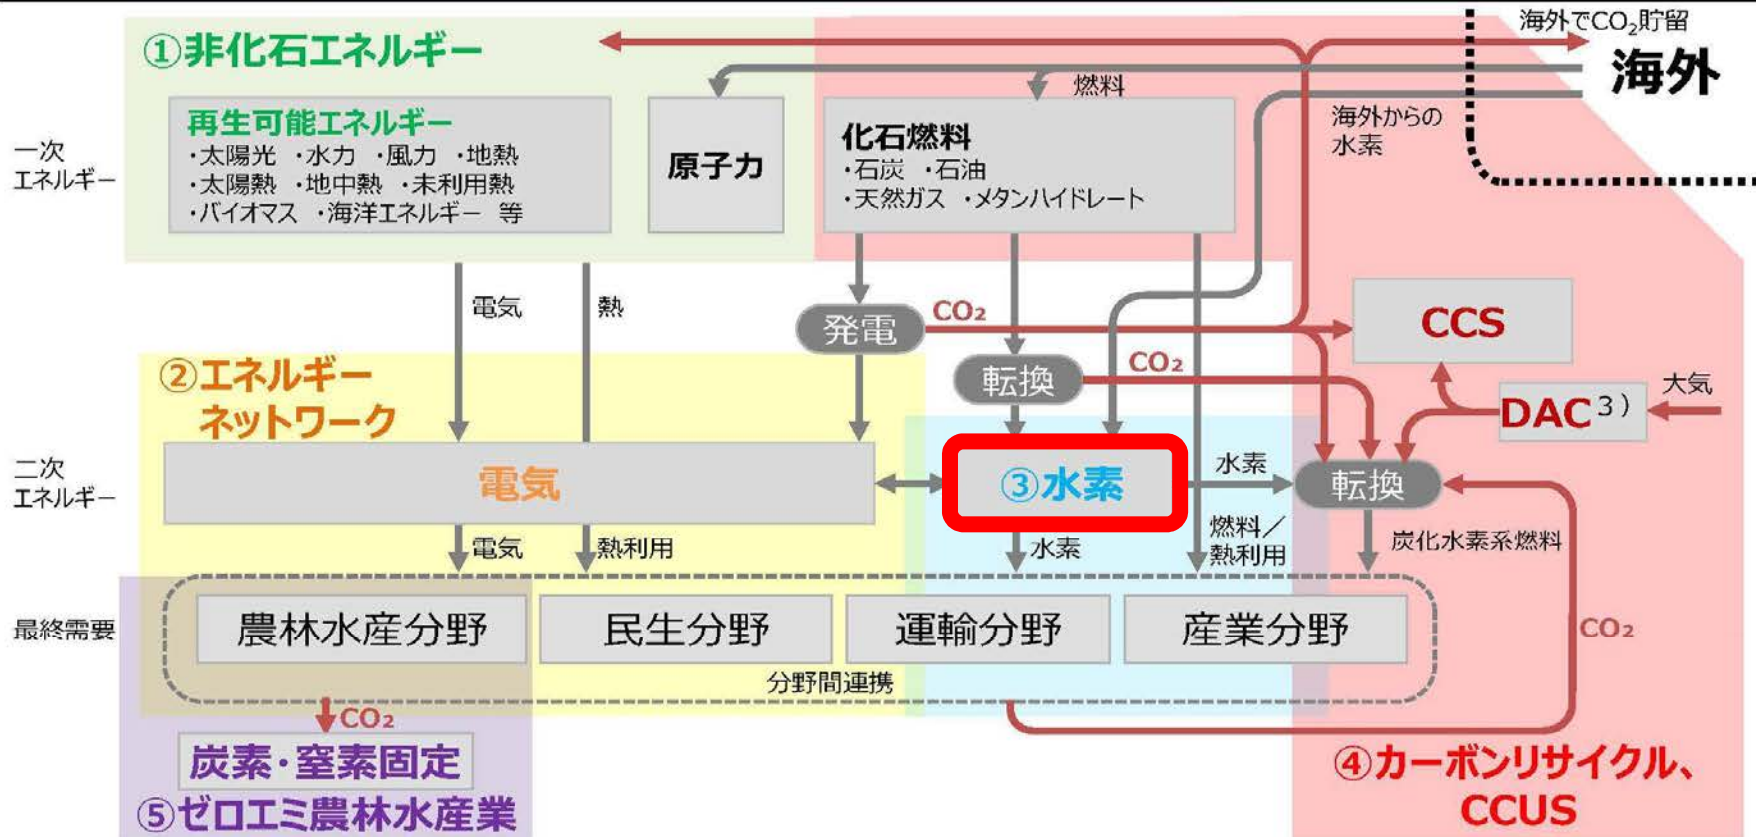 海外でCO₂貯留
①非化石エネルギー
海外
燃料
海外からの
水素
一次
エネルギー
再生可能エネルギー
・太陽光 ・水力 ・風力 ・地熱
・太陽熱 ・地中熱 ・未利用熱
・バイオマス ・海洋エネルギー 等
原子力
化石燃料
・石炭 ・石油
・天然ガス ・メタンハイドレート
電気
熱
発電
CO₂
CCS
転換
CO₂
②エネルギー
ネットワーク
DAC³⁾
大気
二次
エネルギー
電気
③水素
水素
転換
電気
熱利用
水素
燃料／
熱利用
炭化水素系燃料
最終需要
農林水産分野
民生分野
運輸分野
産業分野
CO₂
分野間連携
CO₂
炭素・窒素固定
⑤ゼロエミ農林水産業
④カーボンリサイクル、
CCUS